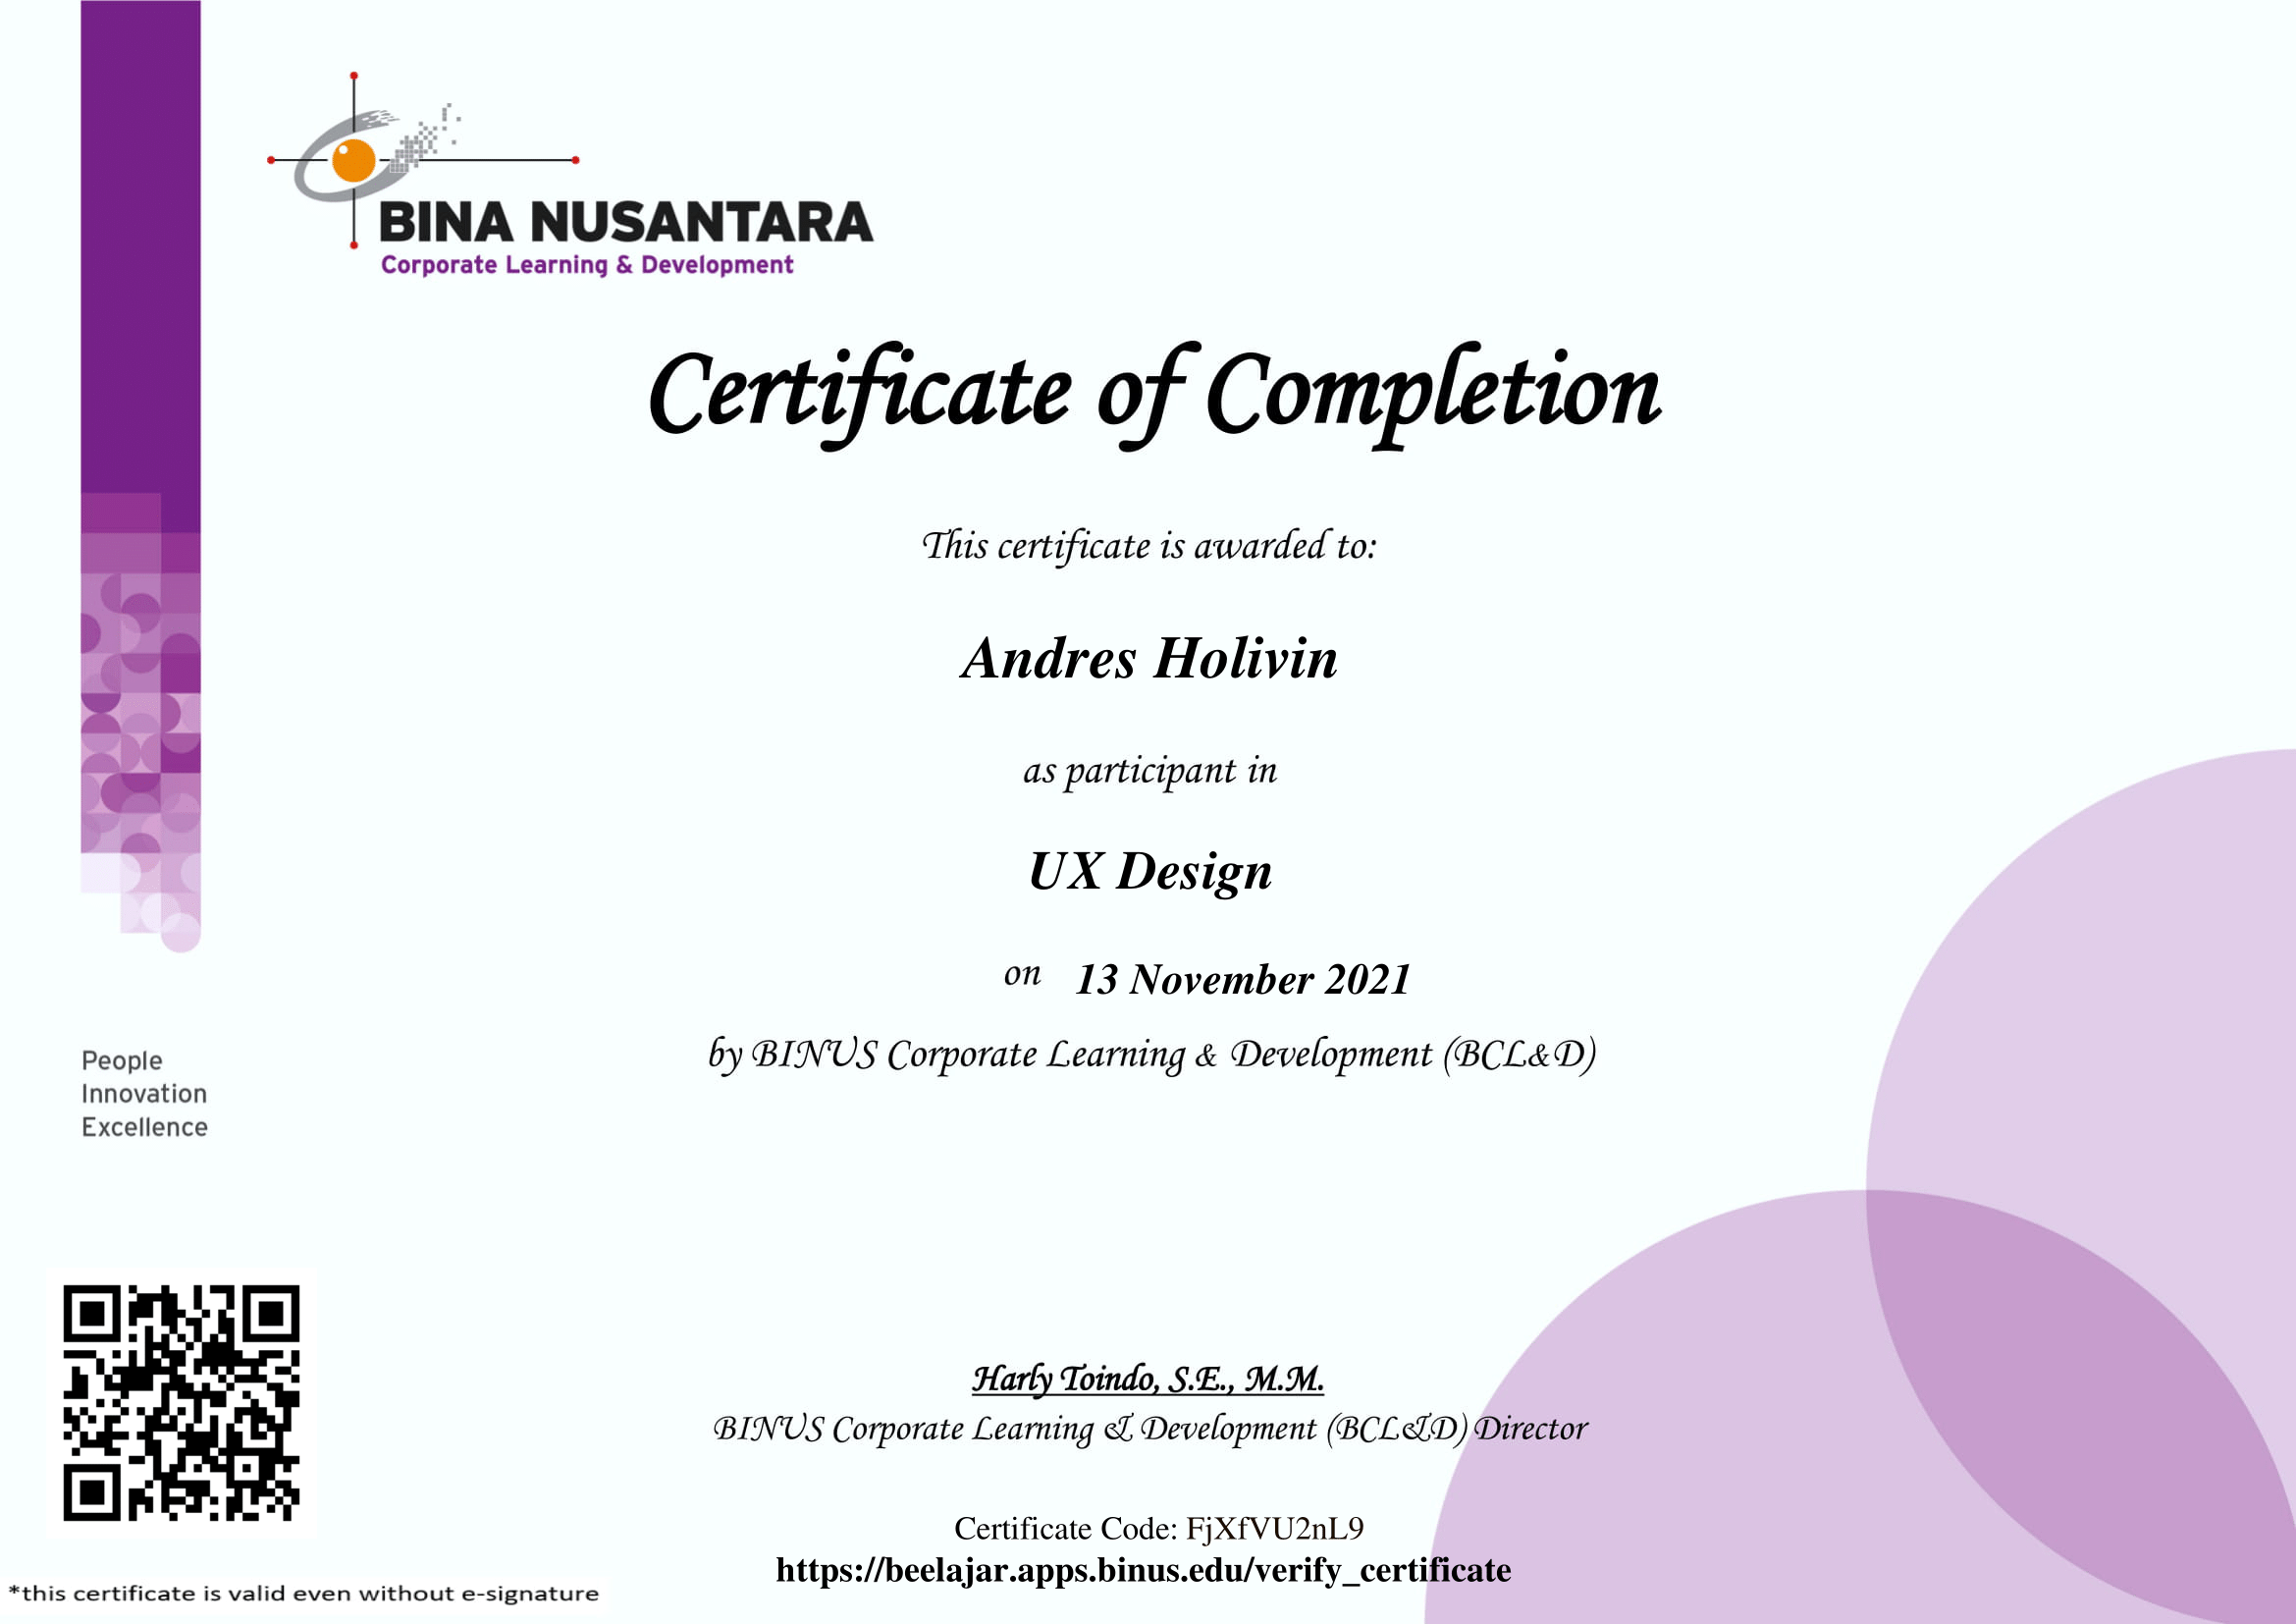 BINA NUSANTARA
Corporate Learning & Development
Certificate of Completion
This certificate is awarded to:
Andres Holivin
as participant in
UX Design
on 13 November 2021
by BINUS Corporate Learning & Development (BCL&D)
People
Innovation
Excellence
Harly Toindo, S.E., M.M.
BINUS Corporate Learning & Development (BCL&D) Director
Certificate Code: FjXfVU2nL9
https://beelajar.apps.binus.edu/verify_certificate
*this certificate is valid even without e-signature